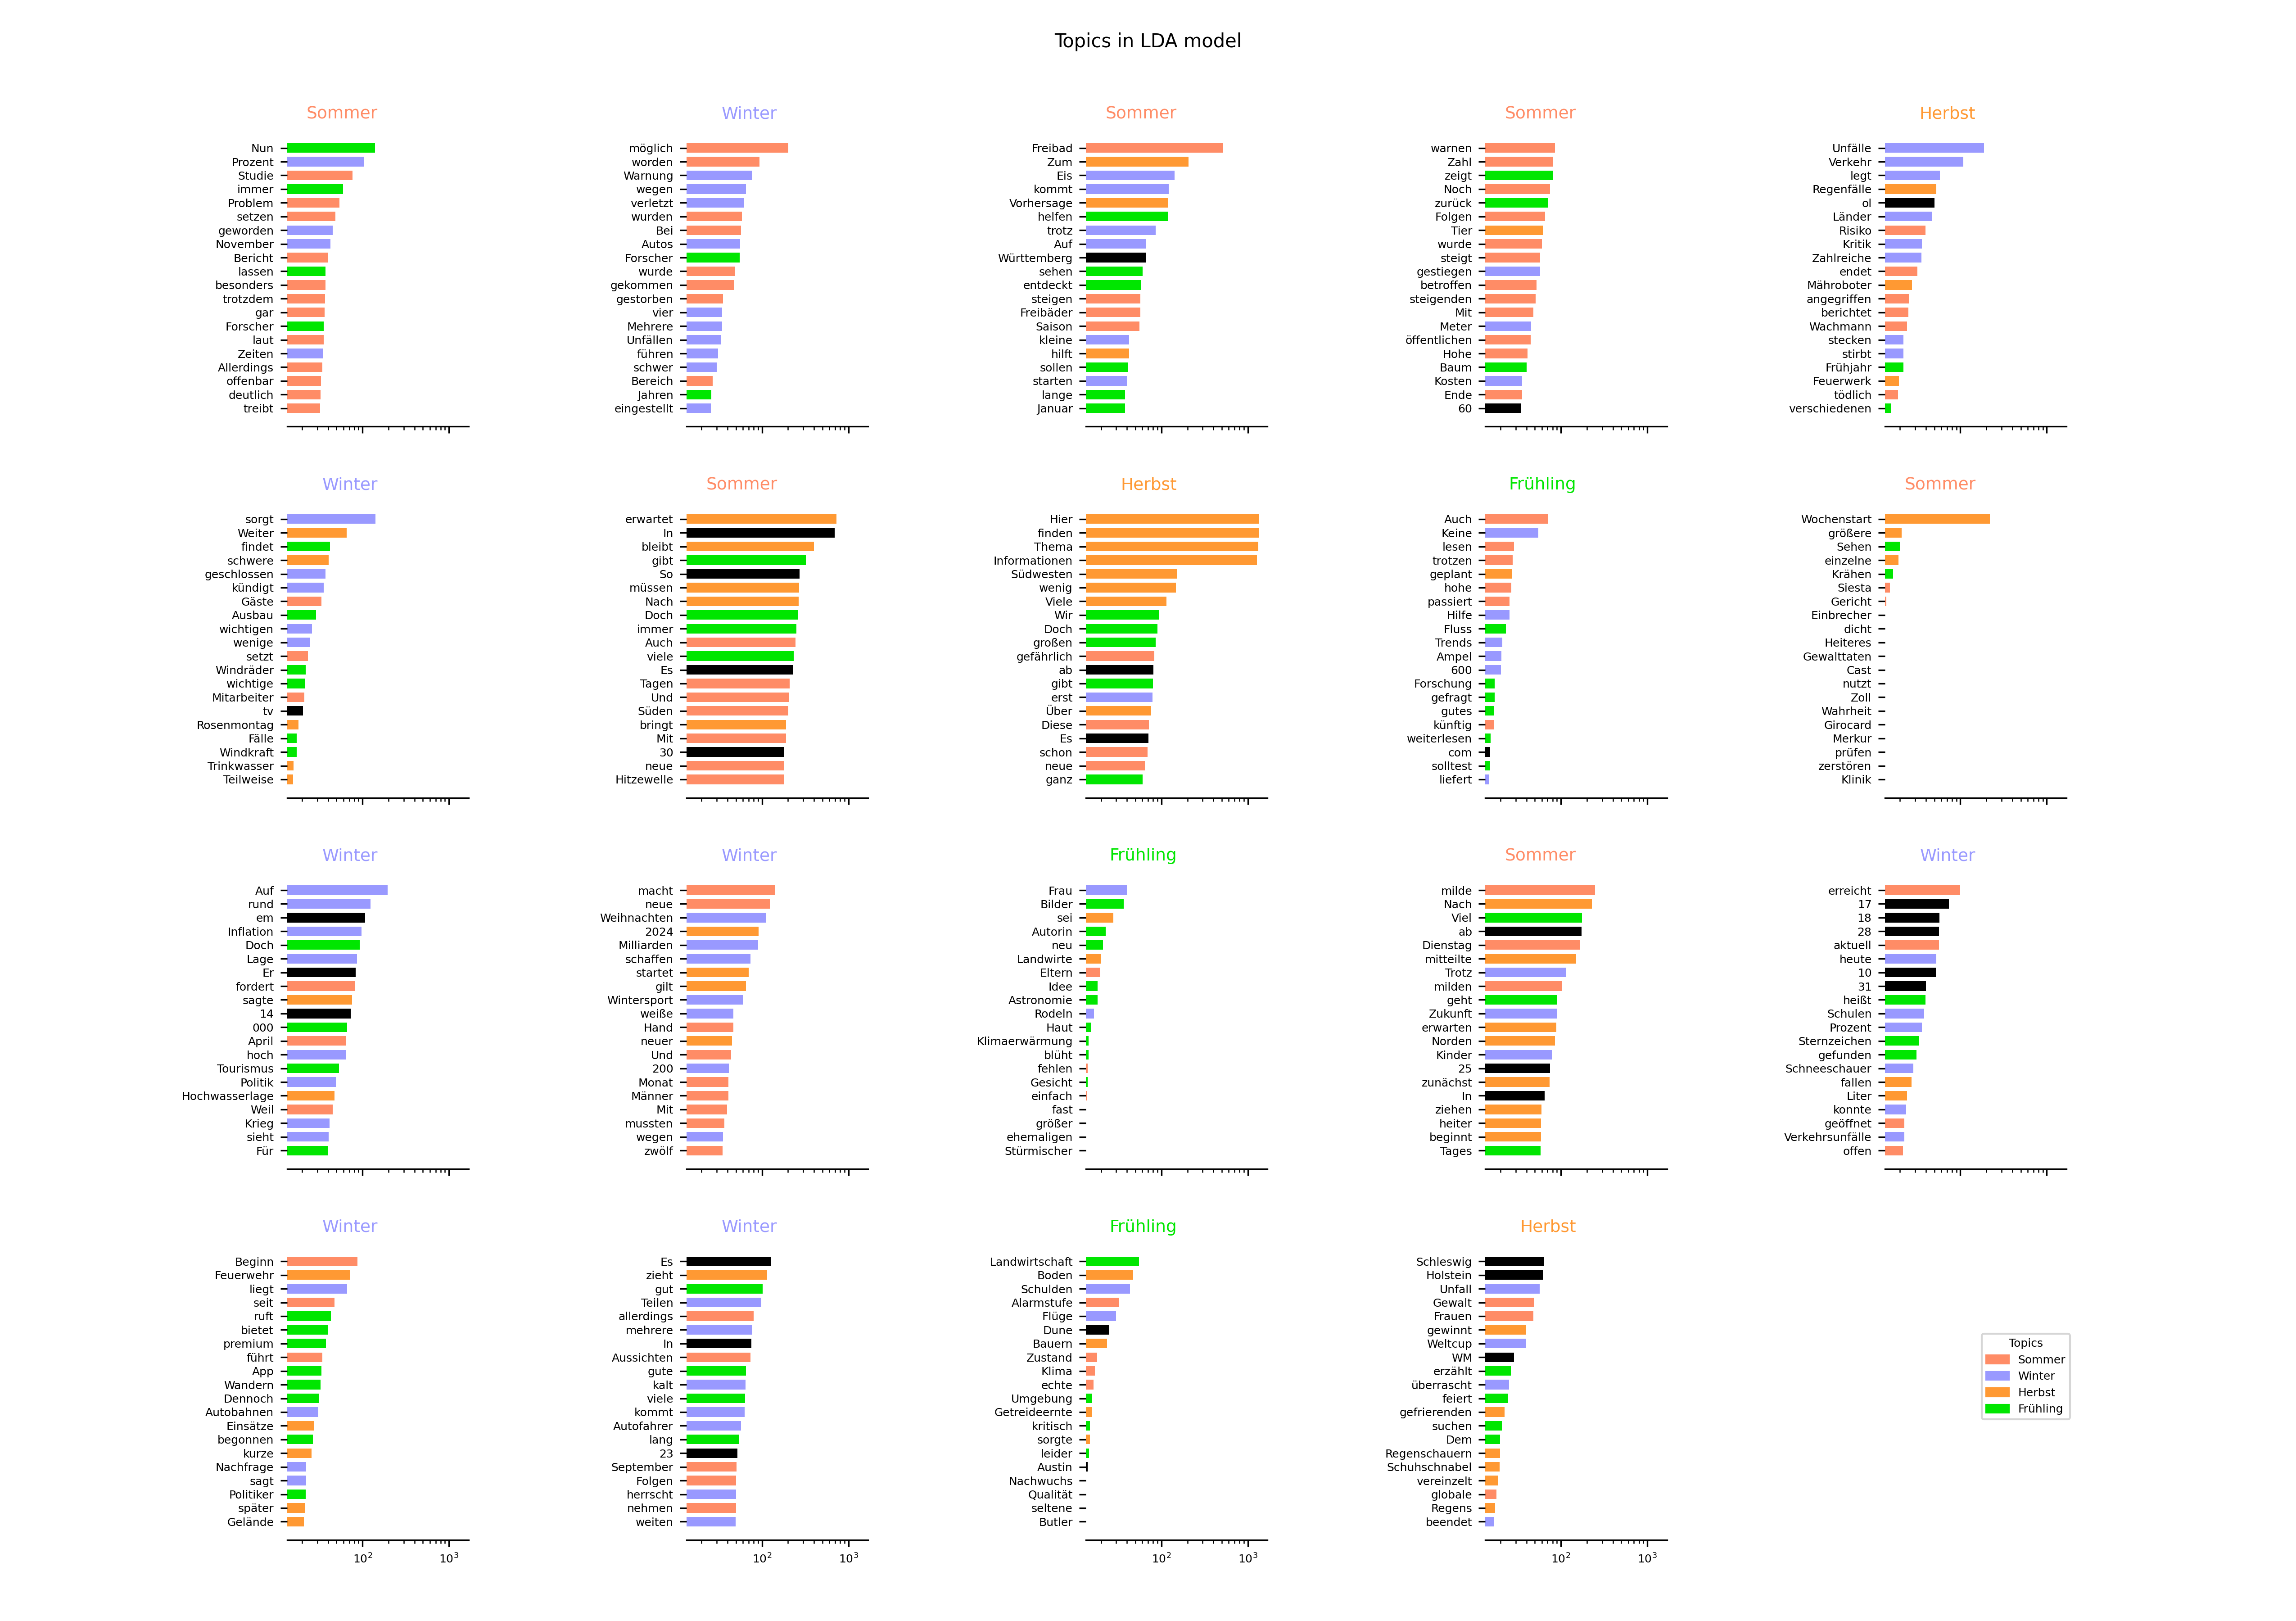 Topics in LDA model
Sommer
Nun
Prozent
Studie
immer
Problem
setzen
geworden
November
Bericht
lassen
besonders
trotzdem
gar
Forscher
laut
Zeiten
Allerdings
offenbar
deutlich
treibt
Winter
möglich
worden
Warnung
wegen
verletzt
wurden
Bei
Autos
Forscher
wurde
gekommen
gestorben
vier
Mehrere
Unfällen
führen
schwer
Bereich
Jahren
eingestellt
Sommer
Freibad
Zum
Eis
kommt
Vorhersage
helfen
trotz
Auf
Württemberg
sehen
entdeckt
steigen
Freibäder
Saison
kleine
hilft
sollen
starten
lange
Januar
Sommer
warnen
Zahl
zeigt
Noch
zurück
Folgen
Tier
wurde
steigt
gestiegen
betroffen
steigenden
Mit
Meter
öffentlichen
Hohe
Baum
Kosten
Ende
60
Herbst
Unfälle
Verkehr
legt
Regenfälle
ol
Länder
Risiko
Kritik
Zahlreiche
endet
Mähroboter
angegriffen
berichtet
Wachmann
stecken
stirbt
Frühjahr
Feuerwerk
tödlich
verschiedenen
Winter
sorgt
Weiter
findet
schwere
geschlossen
kündigt
Gäste
Ausbau
wichtigen
wenige
setzt
Windräder
wichtige
Mitarbeiter
tv
Rosenmontag
Fälle
Windkraft
Trinkwasser
Teilweise
Sommer
erwartet
In
bleibt
gibt
So
müssen
Nach
Doch
immer
Auch
viele
Es
Tagen
Und
Süden
bringt
Mit
30
neue
Hitzewelle
Herbst
Hier
finden
Thema
Informationen
Südwesten
wenig
Viele
Wir
Doch
großen
gefährlich
ab
gibt
erst
Über
Diese
Es
schon
neue
ganz
Frühling
Auch
Keine
lesen
trotzen
geplant
hohe
passiert
Hilfe
Fluss
Trends
Ampel
600
Forschung
gefragt
gutes
künftig
weiterlesen
com
solltest
liefert
Sommer
Wochenstart
größere
Sehen
einzelne
Krähen
Siesta
Gericht
Einbrecher
dicht
Heiteres
Gewalttaten
Cast
nutzt
Zoll
Wahrheit
Girocard
Merkur
prüfen
zerstören
Klinik
Winter
Auf
rund
em
Inflation
Doch
Lage
Er
fordert
sagte
14
000
April
hoch
Tourismus
Politik
Hochwasserlage
Weil
Krieg
sieht
Für
Winter
macht
neue
Weihnachten
2024
Milliarden
schaffen
startet
gilt
Wintersport
weiße
Hand
neuer
Und
200
Monat
Männer
Mit
mussten
wegen
zwölf
Frühling
Frau
Bilder
sei
Autorin
neu
Landwirte
Eltern
Idee
Astronomie
Rodeln
Haut
Klimaerwärmung
blüht
fehlen
Gesicht
einfach
fast
größer
ehemaligen
Stürmischer
Sommer
milde
Nach
Viel
ab
Dienstag
mitteilte
Trotz
milden
geht
Zukunft
erwarten
Norden
Kinder
25
zunächst
In
ziehen
heiter
beginnt
Tages
Winter
erreicht
17
18
28
aktuell
heute
10
31
heißt
Schulen
Prozent
Sternzeichen
gefunden
Schneeschauer
fallen
Liter
konnte
geöffnet
Verkehrsunfälle
offen
Winter
Beginn
Feuerwehr
liegt
seit
ruft
bietet
premium
führt
App
Wandern
Dennoch
Autobahnen
Einsätze
begonnen
kurze
Nachfrage
sagt
Politiker
später
Gelände
10²
10³
Winter
Es
zieht
gut
Teilen
allerdings
mehrere
In
Aussichten
gute
kalt
viele
kommt
Autofahrer
lang
23
September
Folgen
herrscht
nehmen
weiten
10²
10³
Frühling
Landwirtschaft
Boden
Schulden
Alarmstufe
Flüge
Dune
Bauern
Zustand
Klima
echte
Umgebung
Getreideernte
kritisch
sorgte
leider
Austin
Nachwuchs
Qualität
seltene
Butler
10²
10³
Herbst
Schleswig
Holstein
Unfall
Gewalt
Frauen
gewinnt
Weltcup
WM
erzählt
überrascht
feiert
gefrierenden
suchen
Dem
Regenschauern
Schuhschnabel
vereinzelt
globale
Regens
beendet
10²
10³
Topics
Sommer
Winter
Herbst
Frühling